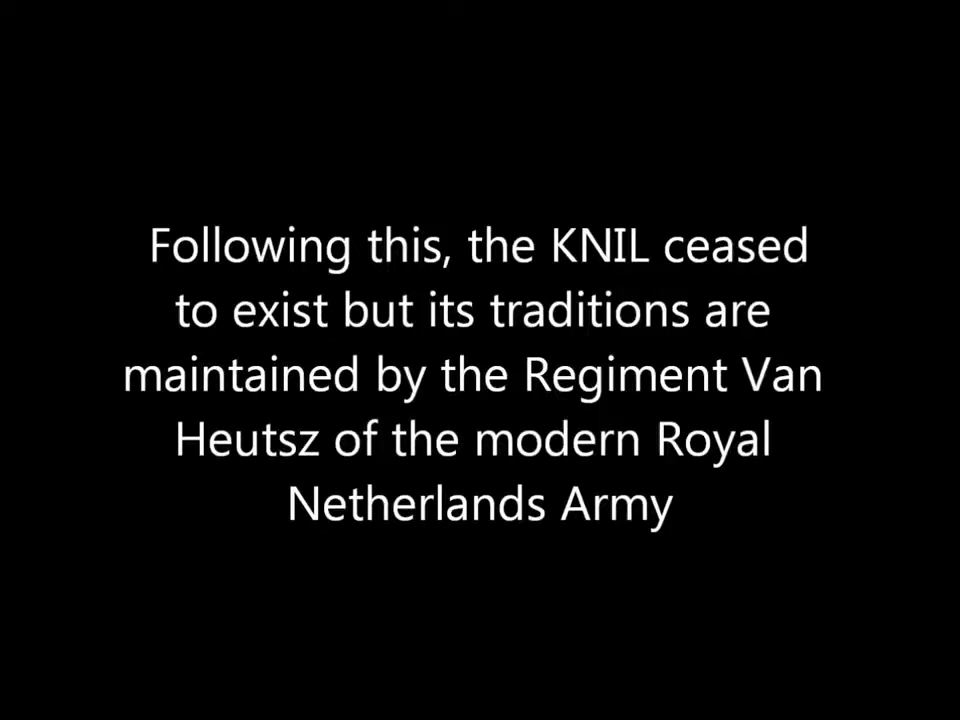 Following this, the KNIL ceased
to exist but its traditions are
maintained by the Regiment Van
Heutsz of the modern Royal
Netherlands Army